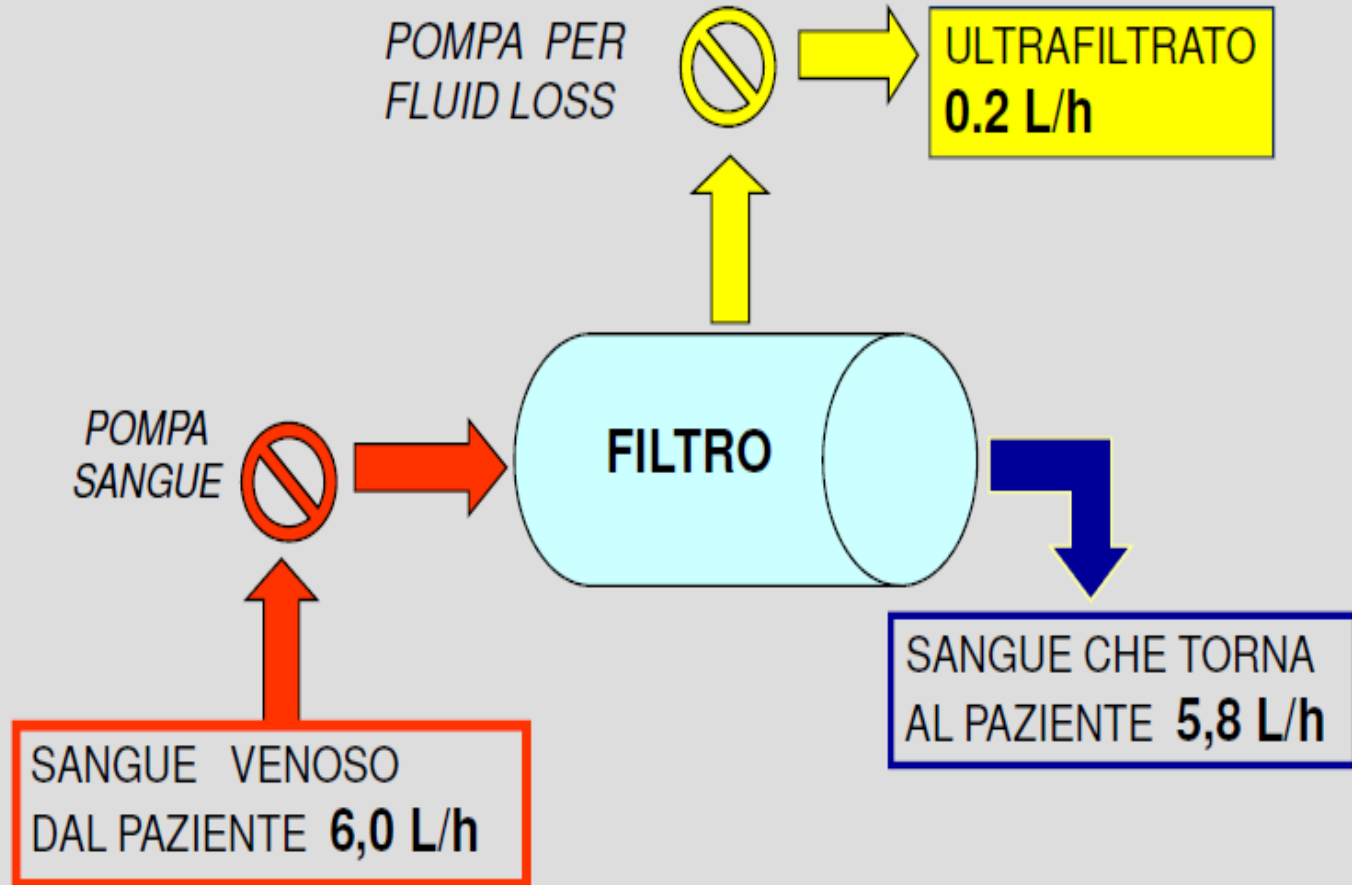 POMPA PER
FLUID LOSS
ULTRAFILTRATO
0.2 L/h
POMPA
SANGUE
FILTRO
SANGUE CHE TORNA
AL PAZIENTE 5,8 L/h
SANGUE VENOSO
DAL PAZIENTE 6,0 L/h